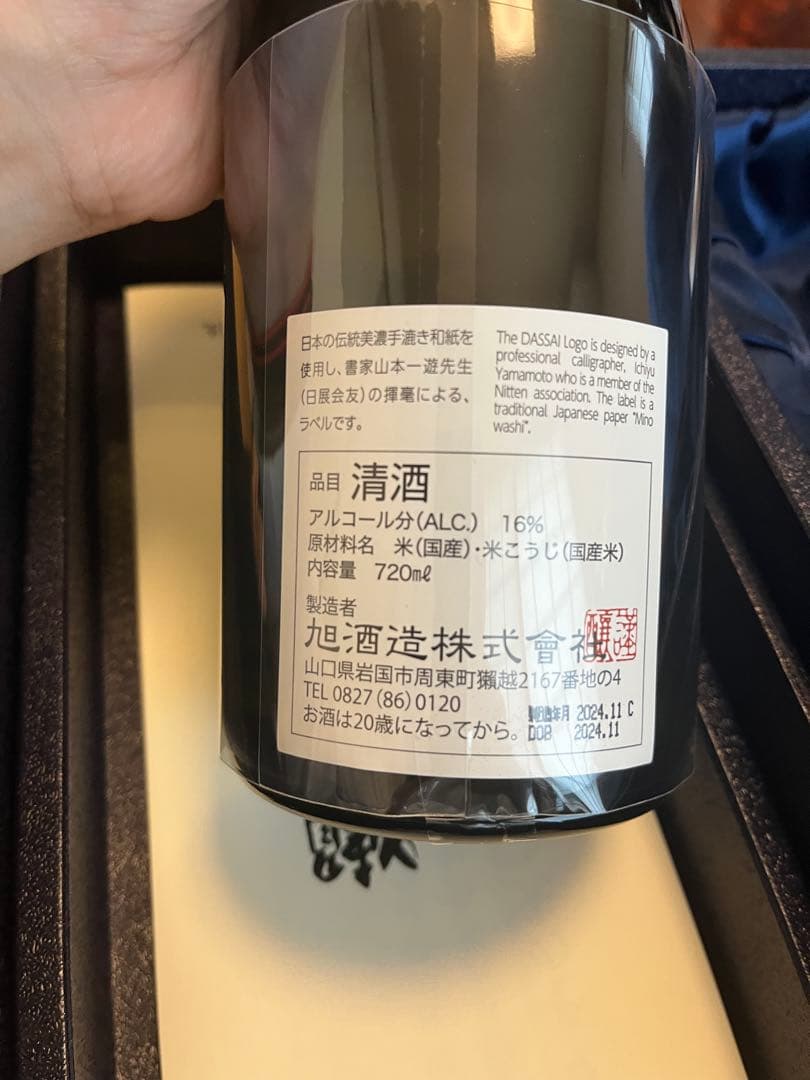 日本の伝統美濃手漉き和紙を
使用し、書家山本一遊先生
(日展会友)の揮毫による、
ラベルです。
The DASSAI Logo is designed by a
professional calligrapher, Ichiyu
Yamamoto who is a member of the
Nitten association. The label is a
traditional Japanese paper "Mino
washi".
品目 清酒
アルコール分(ALC.) 16%
原材料名 米(国産)・米こうじ(国産米)
内容量 720㎖
製造者
旭酒造株式會社
謹醸
山口県岩国市周東町獺越2167番地の4
TEL 0827(86)0120
お酒は20歳になってから。
製造年月 2024.11 C
DOB 2024.11